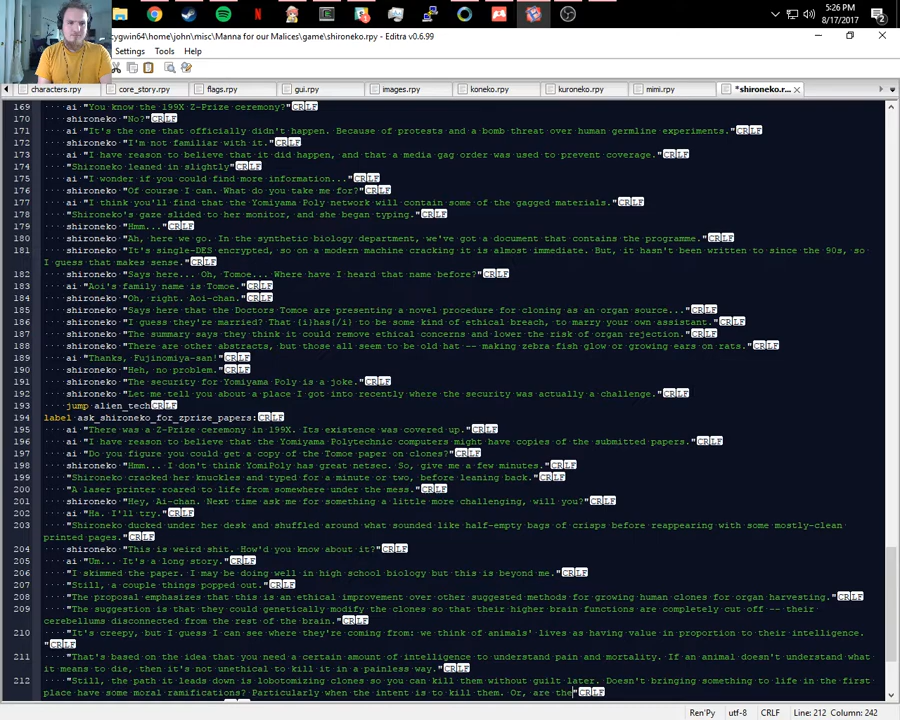 5:26 PM
8/17/2017
cygwin64\home\john\misc\Manna for our Malices\game\shironeko.rpy - Editra v0.6.99
Settings Tools Help
characters.rpy core_story.rpy flags.rpy gui.rpy images.rpy koneko.rpy kuroneko.rpy mimi.rpy *shironeko.r...
169 ai "You know the 199X Z-Prize ceremony?"CRLF
170 shironeko "No?"CRLF
171 ai "It's the one that officially didn't happen. Because of protests and a bomb threat over human germline experiments."CRLF
172 shironeko "I'm not familiar with it."CRLF
173 ai "I have reason to believe that it did happen, and that a media gag order was used to prevent coverage."CRLF
174 "Shironeko leaned in slightly"CRLF
175 ai "I wonder if you could find more information..."CRLF
176 shironeko "Of course I can. What do you take me for?"CRLF
177 ai "I think you'll find that the Yomiyama Poly network will contain some of the gagged materials."CRLF
178 "Shironeko's gaze slided to her monitor, and she began typing."CRLF
179 shironeko "Hmm..."CRLF
180 shironeko "Ah, here we go. In the synthetic biology department, we've got a document that contains the programme."CRLF
181 shironeko "It's single-DES encrypted, so on a modern machine cracking it is almost immediate. But, it hasn't been written to since the 90s, so
I guess that makes sense."CRLF
182 shironeko "Says here... Oh, Tomoe... Where have I heard that name before?"CRLF
183 ai "Aoi's family name is Tomoe."CRLF
184 shironeko "Oh, right. Aoi-chan."CRLF
185 shironeko "Says here that the Doctors Tomoe are presenting a novel procedure for cloning as an organ source..."CRLF
186 shironeko "I guess they're married? That {i}has{/i} to be some kind of ethical breach, to marry your own assistant."CRLF
187 shironeko "The summary says they think it could remove ethical concerns and lower the risk of organ rejection."CRLF
188 shironeko "There are other abstracts, but those all seem to be old hat -- making zebra fish glow or growing ears on rats."CRLF
189 ai "Thanks, Fujinomiya-san!"CRLF
190 shironeko "Heh, no problem."CRLF
191 shironeko "The security for Yomiyama Poly is a joke."CRLF
192 shironeko "Let me tell you about a place I got into recently where the security was actually a challenge."CRLF
193 jump alien_techCRLF
194 label ask_shironeko_for_zprize_papers:CRLF
195 ai "There was a Z-Prize ceremony in 199X. Its existence was covered up."CRLF
196 ai "I have reason to believe that the Yomiyama Polytechnic computers might have copies of the submitted papers."CRLF
197 ai "Do you figure you could get a copy of the Tomoe paper on clones?"CRLF
198 shironeko "Hmm... I don't think YomiPoly has great netsec. So, give me a few minutes."CRLF
199 "Shironeko cracked her knuckles and typed for a minute or two, before leaning back."CRLF
200 "A laser printer roared to life from somewhere under the mess."CRLF
201 shironeko "Hey, Ai-chan. Next time ask me for something a little more challenging, will you?"CRLF
202 ai "Ha. I'll try."CRLF
203 "Shironeko ducked under her desk and shuffled around what sounded like half-empty bags of crisps before reappearing with some mostly-clean
printed pages."CRLF
204 shironeko "This is weird shit. How'd you know about it?"CRLF
205 ai "Um... It's a long story."CRLF
206 "I skimmed the paper. I may be doing well in high school biology but this is beyond me."CRLF
207 "Still, a couple things popped out."CRLF
208 "The proposal emphasizes that this is an ethical improvement over other suggested methods for growing human clones for organ harvesting."CRLF
209 "The suggestion is that they could genetically modify the clones so that their higher brain functions are completely cut off -- their
cerebellums disconnected from the rest of the brain."CRLF
210 "It's creepy, but I guess I can see where they're coming from: we think of animals' lives as having value in proportion to their intelligence.
"CRLF
211 "That's based on the idea that you need a certain amount of intelligence to understand pain and mortality. If an animal doesn't understand what
it means to die, then it's not unethical to kill it in a painless way."CRLF
212 "Still, the path it leads down is lobotomizing clones so you can kill them without guilt later. Doesn't bringing something to life in the first
place have some moral ramifications? Particularly when the intent is to kill them. Or, are the"CRLF
Ren'Py utf-8 CRLF Line: 212 Column: 242